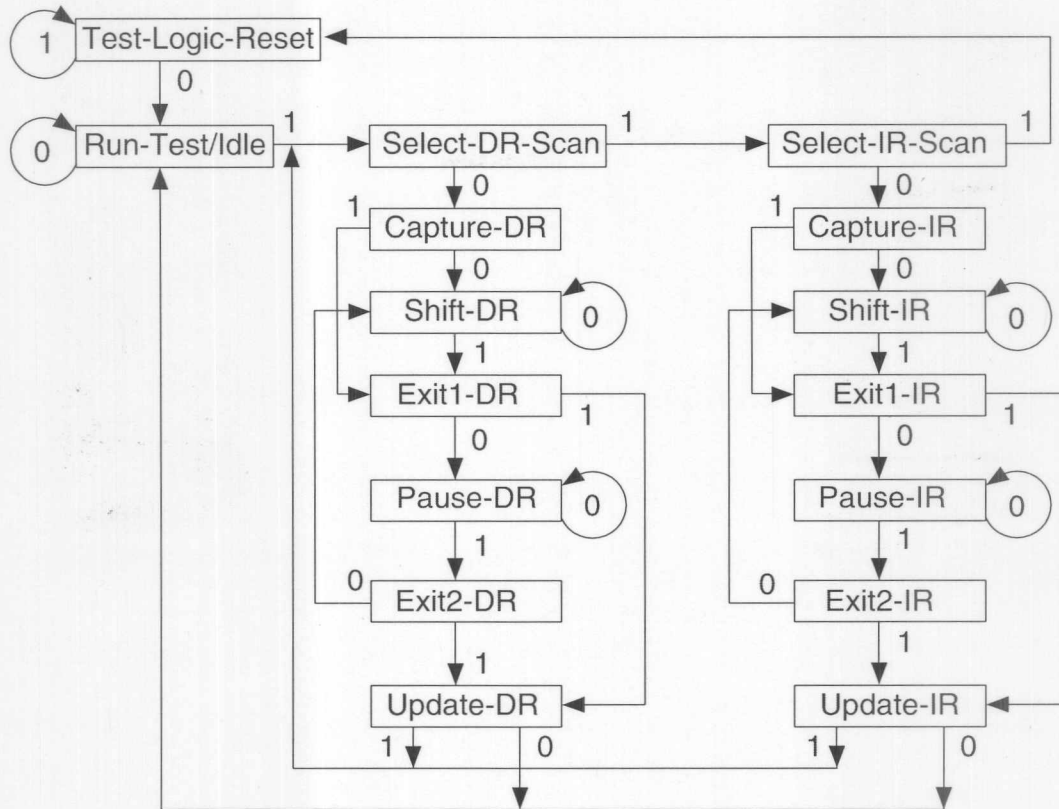 1 Test-Logic-Reset
0
0 Run-Test/Idle 1 Select-DR-Scan 1 Select-IR-Scan 1
0 0
1 Capture-DR 1 Capture-IR
0 0
Shift-DR 0 Shift-IR 0
1 1
Exit1-DR 1 Exit1-IR 1
0 0
Pause-DR 0 Pause-IR 0
1 1
0 Exit2-DR 0 Exit2-IR
1 1
Update-DR Update-IR
1 0 1 0